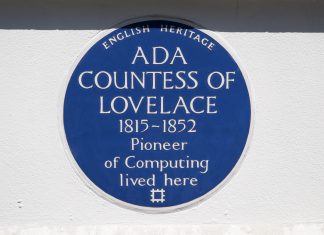 ENGLISH HERITAGE
ADA
COUNTESS OF
LOVELACE
1815~1852
Pioneer
of Computing
lived here